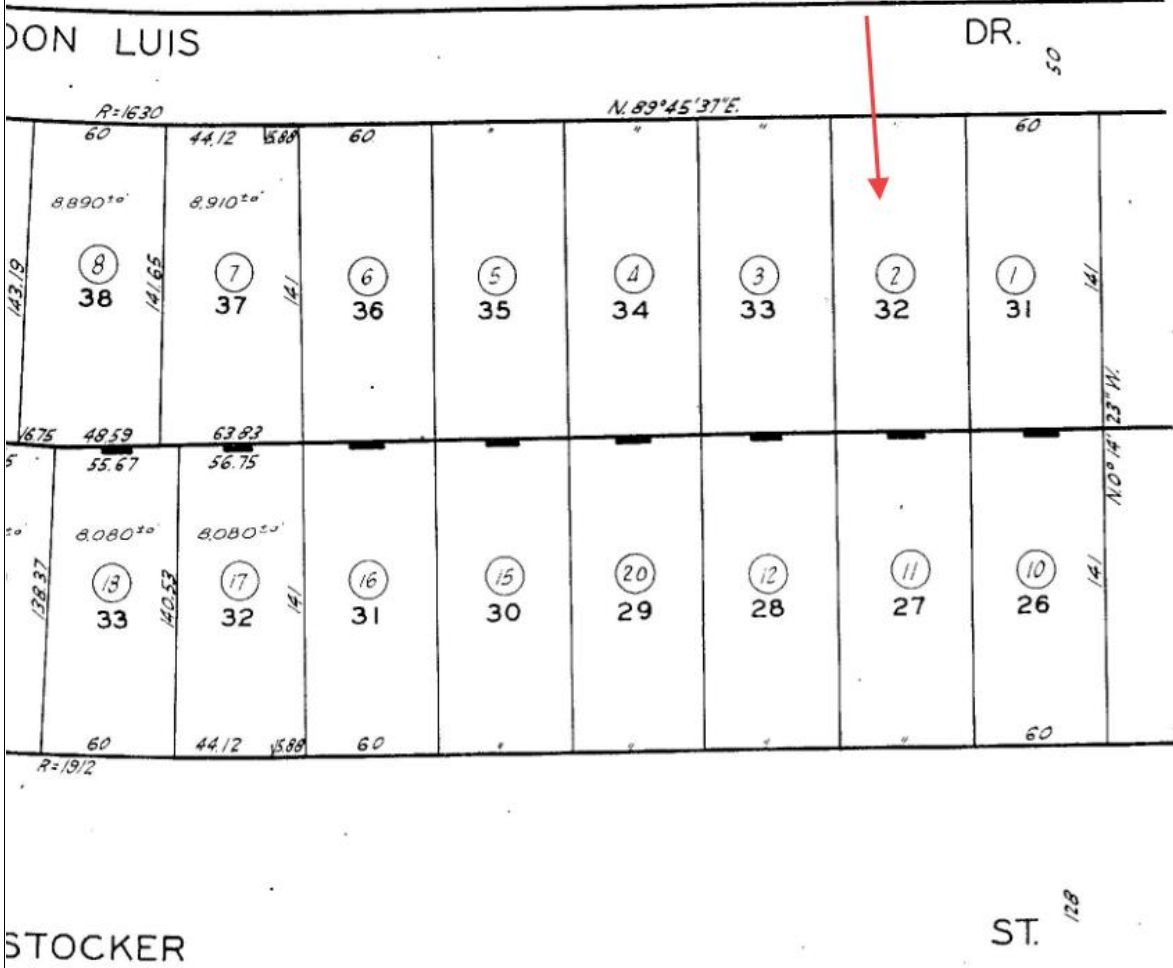 DON LUIS DR. 50
R=1630 N. 89°45'37"E.
60 44.12 15.88 60 " " " 60
8,890±□' 8,910±□'
143.19 141.65 141 141
8 7 6 5 4 3 2 1
38 37 36 35 34 33 32 31
N.0°14'23"W.
48.59 63.83
55.67 56.75
8,080±□' 8,080±□'
138.37 140.53 141 141
17 16 15 20 12 11 10
33 32 31 30 29 28 27 26
60 44.12 15.88 60 " " " " 60
R=1912
STOCKER ST. 128